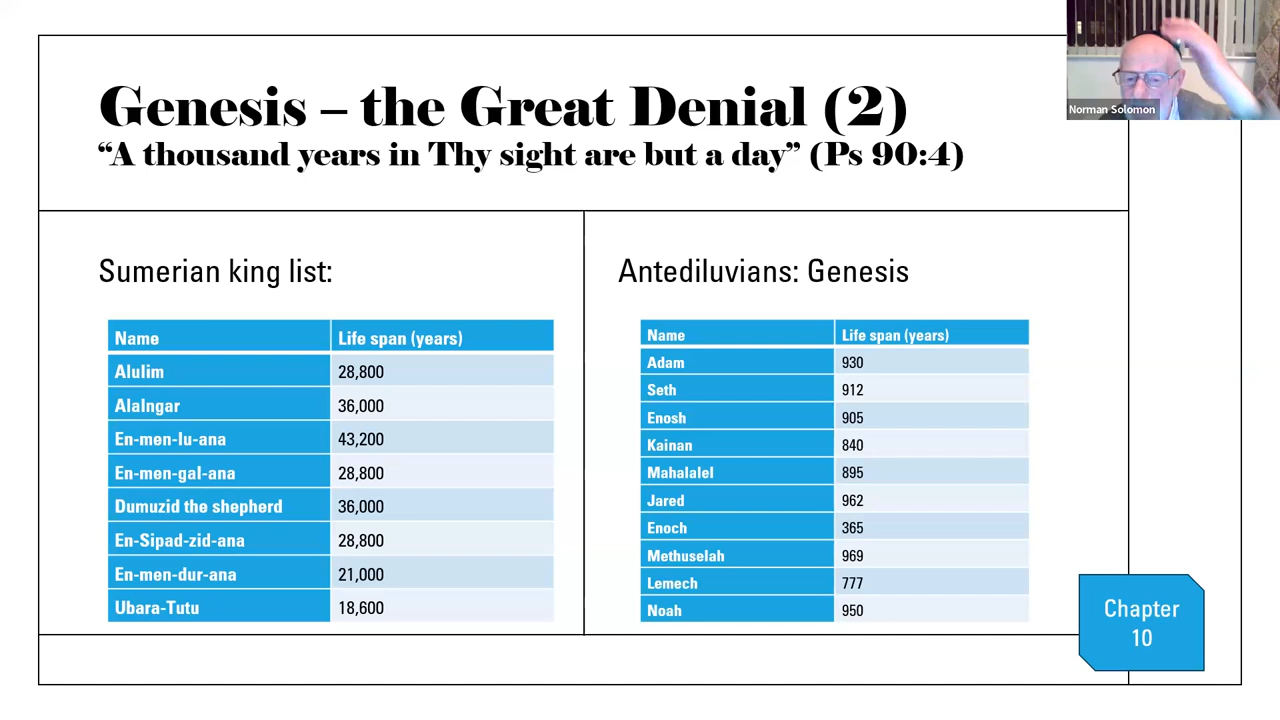 Norman Solomon
Genesis – the Great Denial (2)
“A thousand years in Thy sight are but a day” (Ps 90:4)
Sumerian king list:
Name Life span (years)
Alulim 28,800
Alalngar 36,000
En-men-lu-ana 43,200
En-men-gal-ana 28,800
Dumuzid the shepherd 36,000
En-Sipad-zid-ana 28,800
En-men-dur-ana 21,000
Ubara-Tutu 18,600
Antediluvians: Genesis
Name Life span (years)
Adam 930
Seth 912
Enosh 905
Kainan 840
Mahalalel 895
Jared 962
Enoch 365
Methuselah 969
Lemech 777
Noah 950
Chapter
10